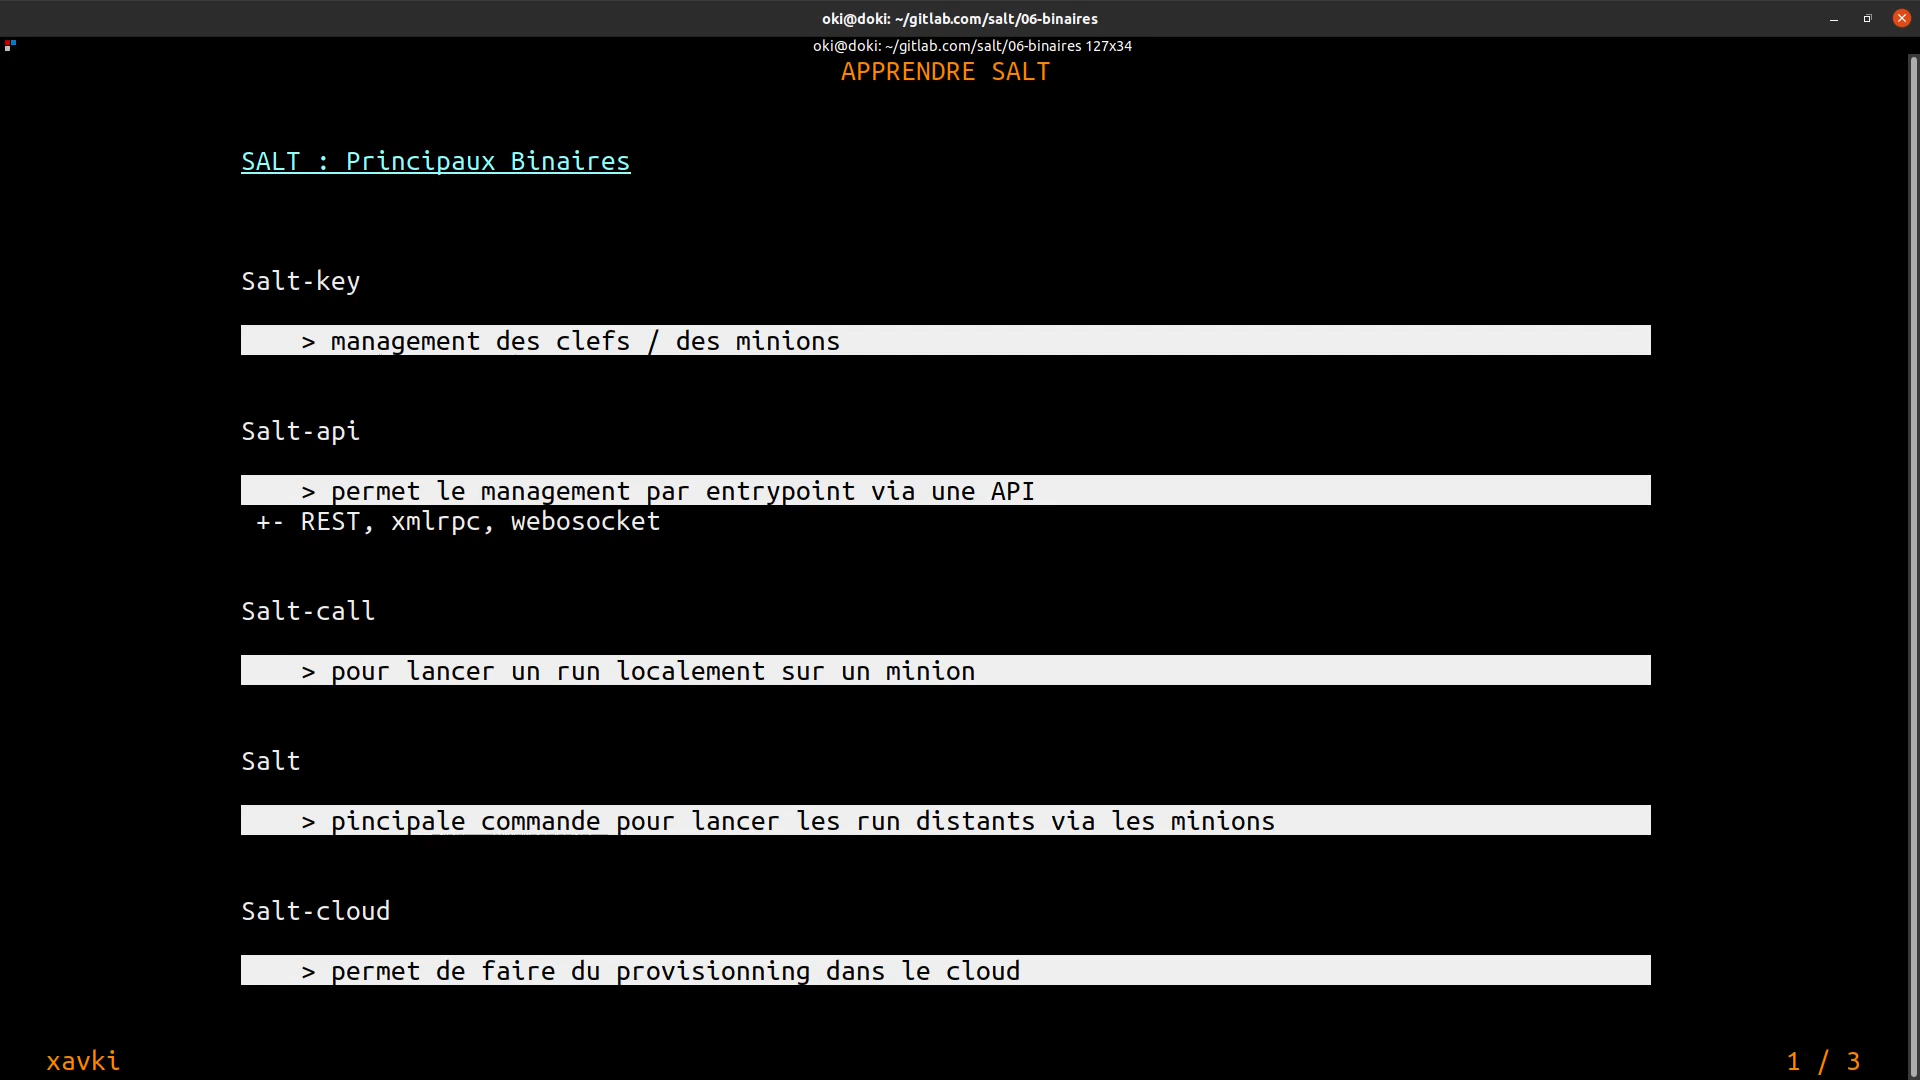 oki@doki: ~/gitlab.com/salt/06-binaires
oki@doki: ~/gitlab.com/salt/06-binaires 127x34
APPRENDRE SALT
SALT : Principaux Binaires
Salt-key
> management des clefs / des minions
Salt-api
> permet le management par entrypoint via une API
+- REST, xmlrpc, webosocket
Salt-call
> pour lancer un run localement sur un minion
Salt
> pincipale commande pour lancer les run distants via les minions
Salt-cloud
> permet de faire du provisionning dans le cloud
xavki
1 / 3